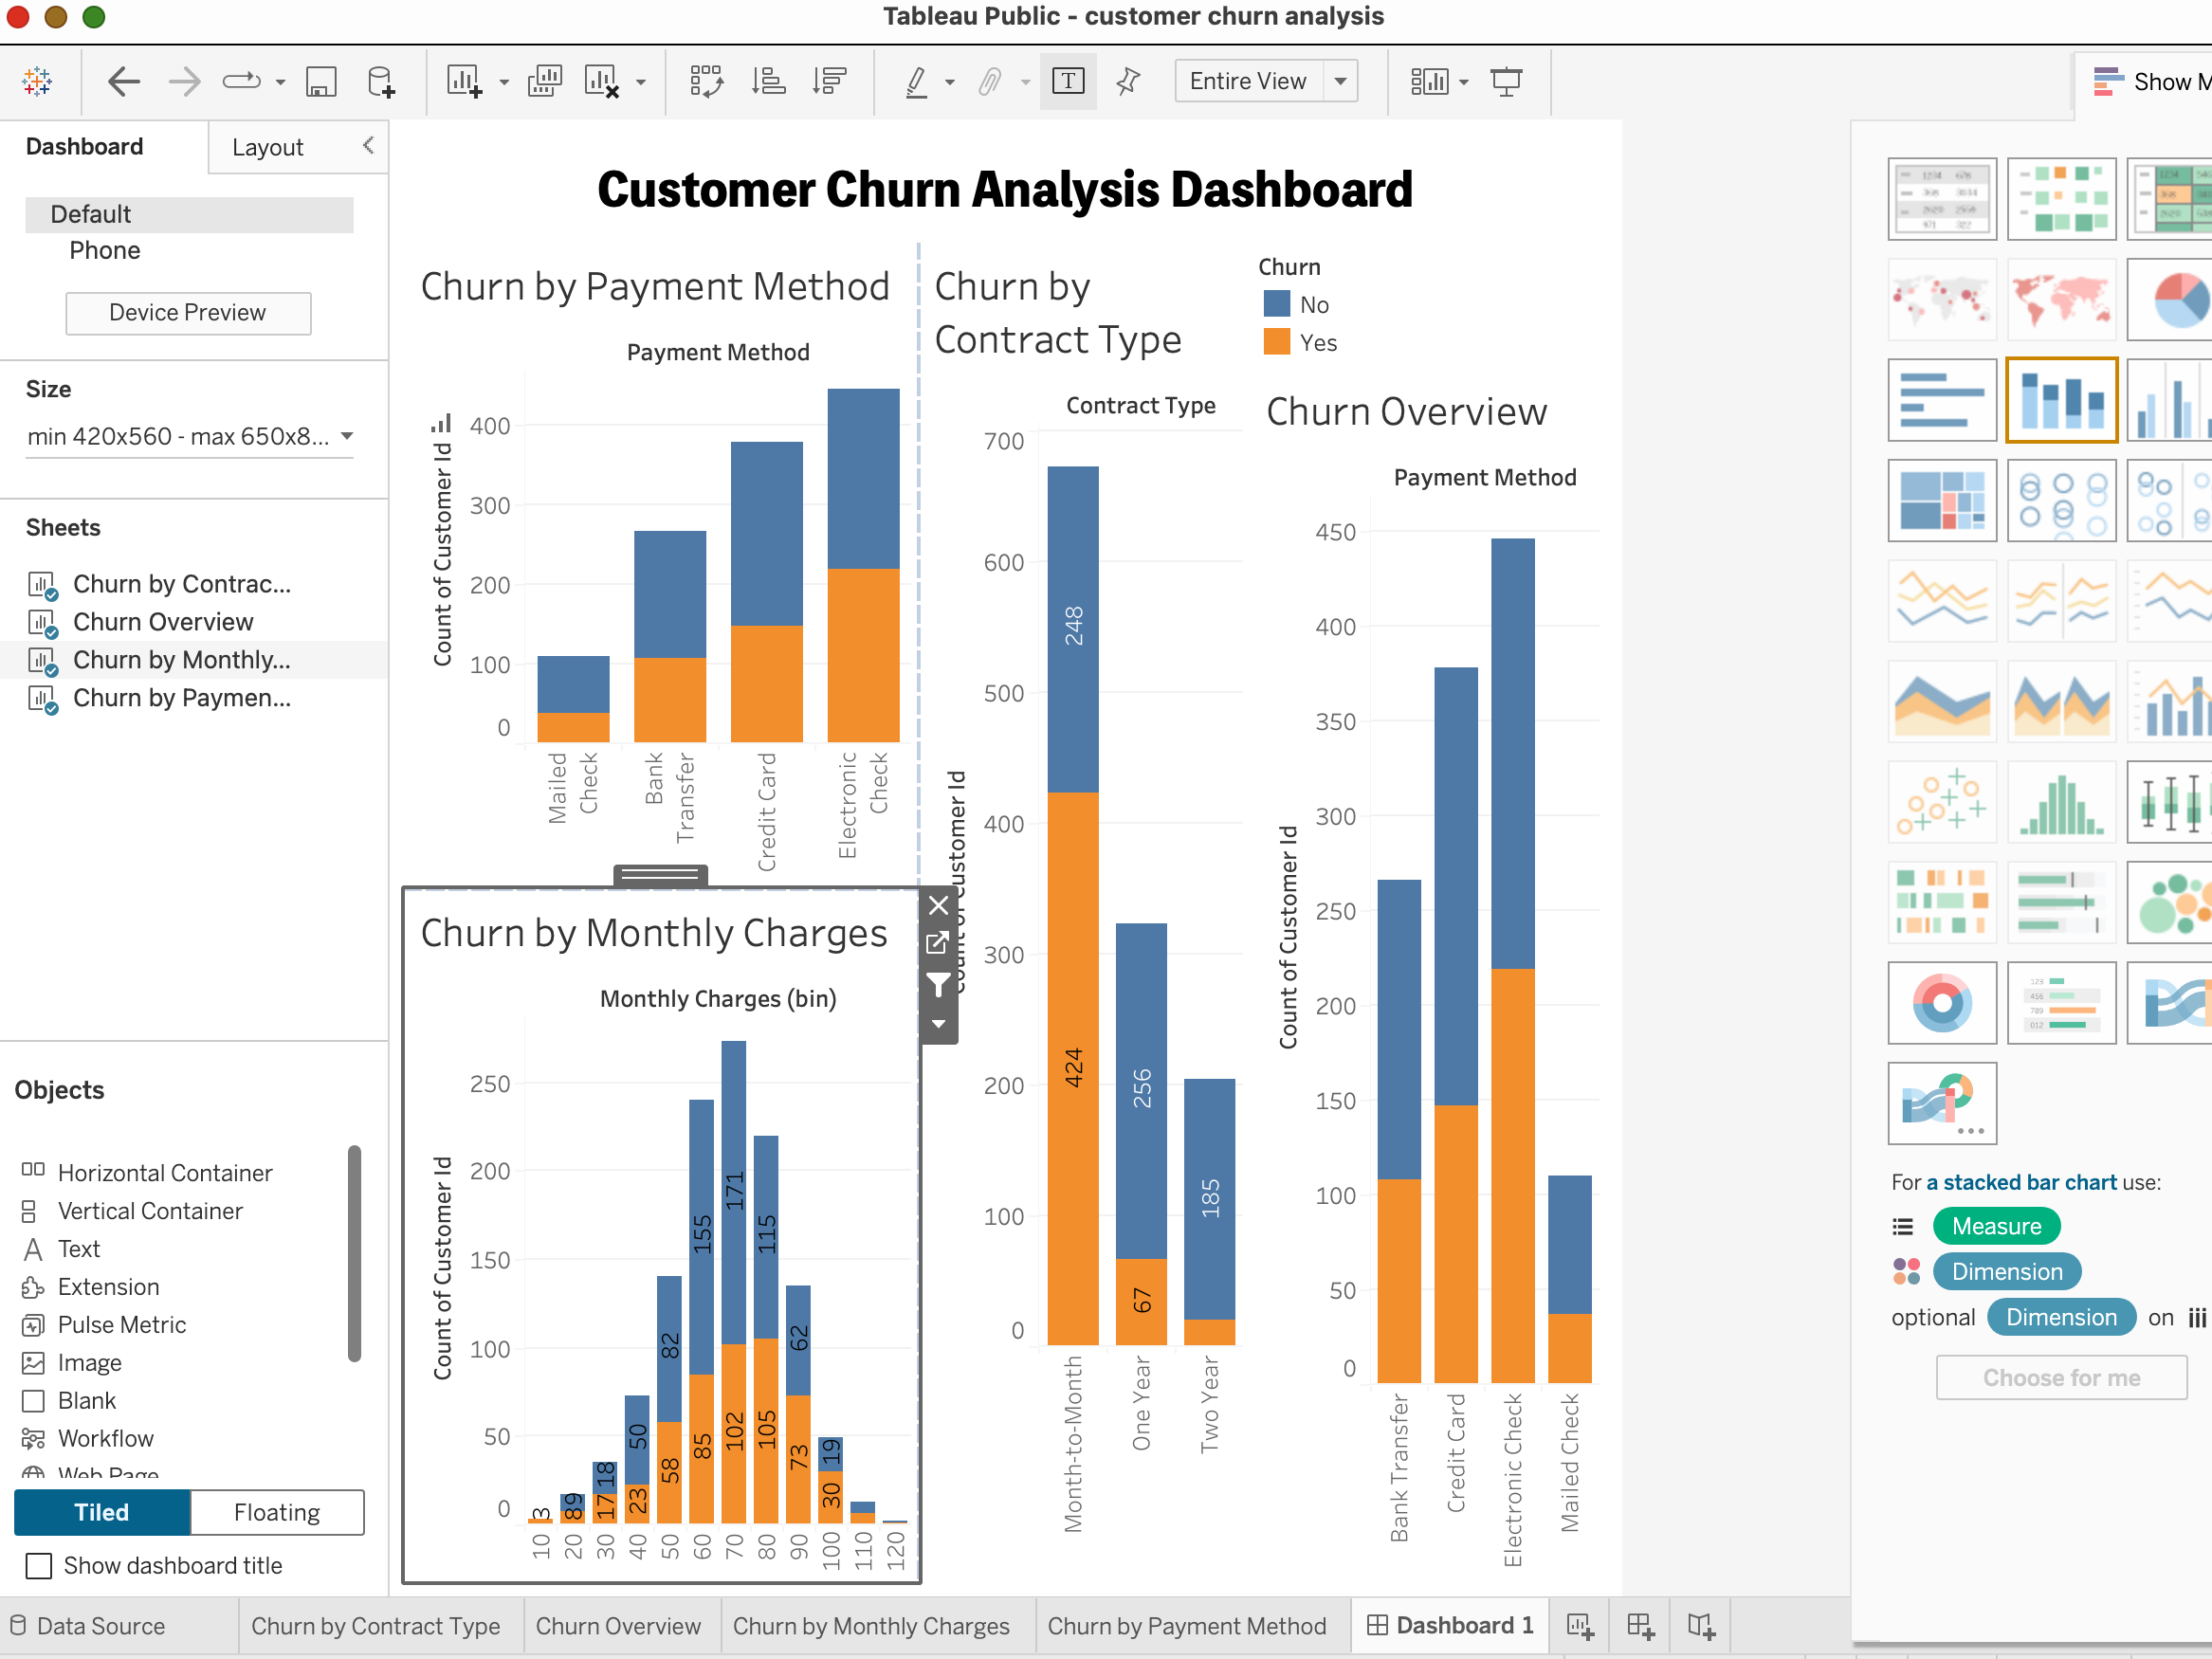 Tableau Public - customer churn analysis
Entire View
Show M
Dashboard
Layout
Default
Phone
Device Preview
Size
min 420x560 - max 650x8...
Sheets
Churn by Contrac...
Churn Overview
Churn by Monthly...
Churn by Paymen...
Objects
Horizontal Container
Vertical Container
Text
Extension
Pulse Metric
Image
Blank
Workflow
Web Page
Tiled
Floating
Show dashboard title
Customer Churn Analysis Dashboard
Churn by Payment Method
Payment Method
Count of Customer Id
400
300
200
100
0
Mailed
Check
Bank
Transfer
Credit Card
Electronic
Check
Churn by
Contract Type
Contract Type
Count of Customer Id
700
600
500
400
300
200
100
0
248
424
256
67
185
Month-to-Month
One Year
Two Year
Churn
No
Yes
Churn Overview
Payment Method
Count of Customer Id
450
400
350
300
250
200
150
100
50
0
Bank Transfer
Credit Card
Electronic Check
Mailed Check
Churn by Monthly Charges
Monthly Charges (bin)
Count of Customer Id
250
200
150
100
50
0
3
8
9
18
17
50
23
82
58
155
85
171
102
115
105
62
73
19
30
10
20
30
40
50
60
70
80
90
100
110
120
For a stacked bar chart use:
Measure
Dimension
optional Dimension on
Choose for me
Data Source
Churn by Contract Type
Churn Overview
Churn by Monthly Charges
Churn by Payment Method
Dashboard 1